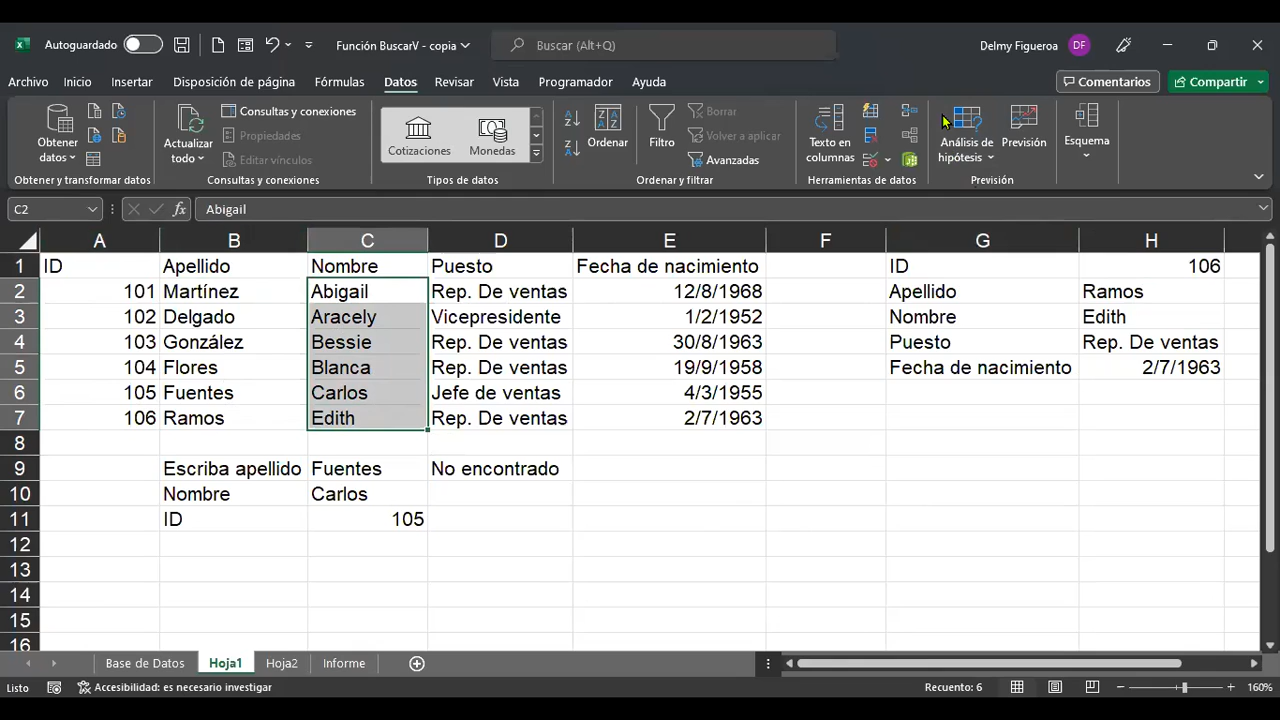 Autoguardado Función BuscarV - copia Buscar (Alt+Q) Delmy Figueroa DF
Archivo Inicio Insertar Disposición de página Fórmulas Datos Revisar Vista Programador Ayuda Comentarios Compartir
Obtener datos
Actualizar todo
Consultas y conexiones
Propiedades
Editar vínculos
Cotizaciones Monedas
Ordenar
Filtro
Borrar
Volver a aplicar
Avanzadas
Texto en columnas
Análisis de hipótesis
Previsión
Esquema
Obtener y transformar datos Consultas y conexiones Tipos de datos Ordenar y filtrar Herramientas de datos Previsión
C2 fx Abigail
A B C D E F G H
1 ID Apellido Nombre Puesto Fecha de nacimiento ID 106
2 101 Martínez Abigail Rep. De ventas 12/8/1968 Apellido Ramos
3 102 Delgado Aracely Vicepresidente 1/2/1952 Nombre Edith
4 103 González Bessie Rep. De ventas 30/8/1963 Puesto Rep. De ventas
5 104 Flores Blanca Rep. De ventas 19/9/1958 Fecha de nacimiento 2/7/1963
6 105 Fuentes Carlos Jefe de ventas 4/3/1955
7 106 Ramos Edith Rep. De ventas 2/7/1963
8
9 Escriba apellido Fuentes No encontrado
10 Nombre Carlos
11 ID 105
12
13
14
15
16
Base de Datos Hoja1 Hoja2 Informe
Listo Accesibilidad: es necesario investigar Recuento: 6 160%